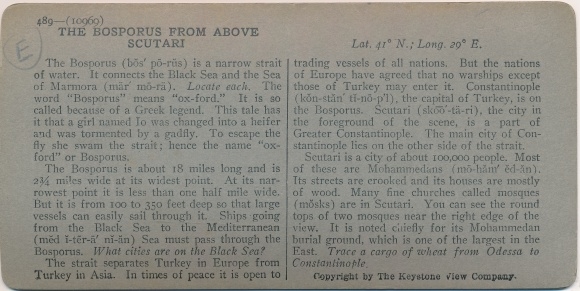 489—(10969)
THE BOSPORUS FROM ABOVE
SCUTARI
Lat. 41° N.; Long. 29° E.
E
The Bosporus (bŏs' pō-rŭs) is a narrow strait
of water. It connects the Black Sea and the Sea
of Marmora (mär' mō-rȧ). Locate each. The
word "Bosporus" means "ox-ford." It is so
called because of a Greek legend. This tale has
it that a girl named Io was changed into a heifer
and was tormented by a gadfly. To escape the
fly she swam the strait; hence the name "ox-
ford" or Bosporus.
The Bosporus is about 18 miles long and is
2¾ miles wide at its widest point. At its nar-
rowest point it is less than one half mile wide.
But it is from 100 to 350 feet deep so that large
vessels can easily sail through it. Ships going
from the Black Sea to the Mediterranean
(mĕd ĭ-tĕr-ā' nĭ-ăn) Sea must pass through the
Bosporus. What cities are on the Black Sea?
The strait separates Turkey in Europe from
Turkey in Asia. In times of peace it is open to
trading vessels of all nations. But the nations
of Europe have agreed that no warships except
those of Turkey may enter it. Constantinople
(kŏn-stăn' tĭ-nō-p'l), the capital of Turkey, is on
the Bosporus. Scutari (sko͞o'-tä-rĭ), the city in
the foreground of the scene, is a part of
Greater Constantinople. The main city of Con-
stantinople lies on the other side of the strait.
Scutari is a city of about 100,000 people. Most
of these are Mohammedans (mō-hăm' ĕd-ăn).
Its streets are crooked and its houses are mostly
of wood. Many fine churches called mosques
(mŏsks) are in Scutari. You can see the round
tops of two mosques near the right edge of the
view. It is noted chiefly for its Mohammedan
burial ground, which is one of the largest in the
East. Trace a cargo of wheat from Odessa to
Constantinople.
Copyright by The Keystone View Company.